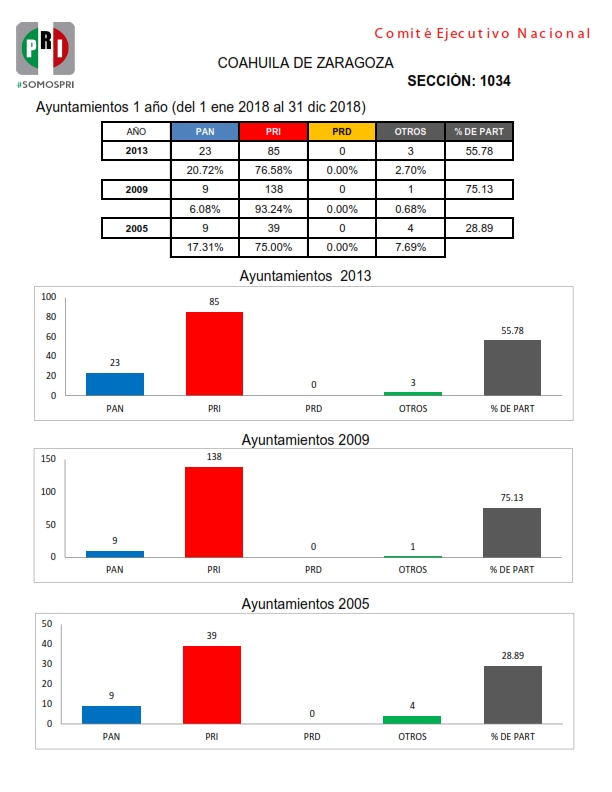 Comité Ejecutivo Nacional
PRI
#SOMOSPRI
COAHUILA DE ZARAGOZA
SECCIÓN: 1034
Ayuntamientos 1 año (del 1 ene 2018 al 31 dic 2018)
AÑO PAN PRI PRD OTROS % DE PART
2013 23 85 0 3 55.78
20.72% 76.58% 0.00% 2.70%
2009 9 138 0 1 75.13
6.08% 93.24% 0.00% 0.68%
2005 9 39 0 4 28.89
17.31% 75.00% 0.00% 7.69%
Ayuntamientos 2013
100
80
60
40
20
0
23 85 0 3 55.78
PAN PRI PRD OTROS % DE PART
Ayuntamientos 2009
150
100
50
0
9 138 0 1 75.13
PAN PRI PRD OTROS % DE PART
Ayuntamientos 2005
50
40
30
20
10
0
9 39 0 4 28.89
PAN PRI PRD OTROS % DE PART